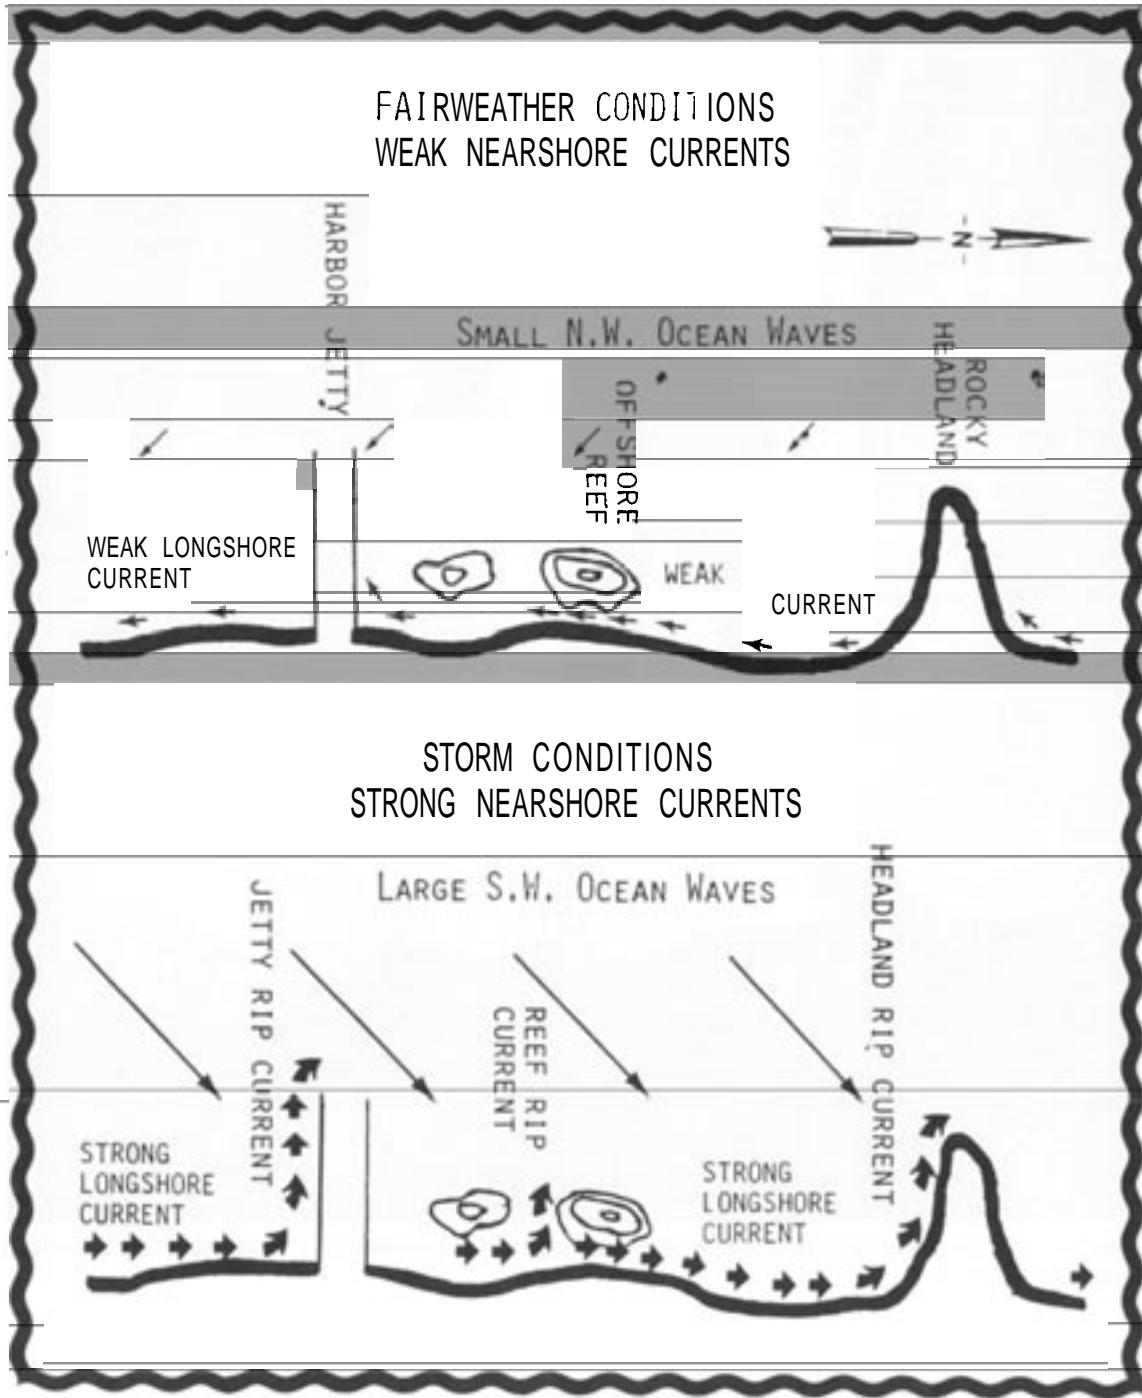 FAIRWEATHER CONDITIONS
WEAK NEARSHORE CURRENTS
HARBOR JETTY
-N-
SMALL N.W. OCEAN WAVES
ROCKY
HEADLAND
OFFSHORE
REEF
WEAK LONGSHORE
CURRENT
WEAK
CURRENT
STORM CONDITIONS
STRONG NEARSHORE CURRENTS
LARGE S.W. OCEAN WAVES
JETTY RIP CURRENT
REEF RIP
CURRENT
HEADLAND RIP CURRENT
STRONG
LONGSHORE
CURRENT
STRONG
LONGSHORE
CURRENT